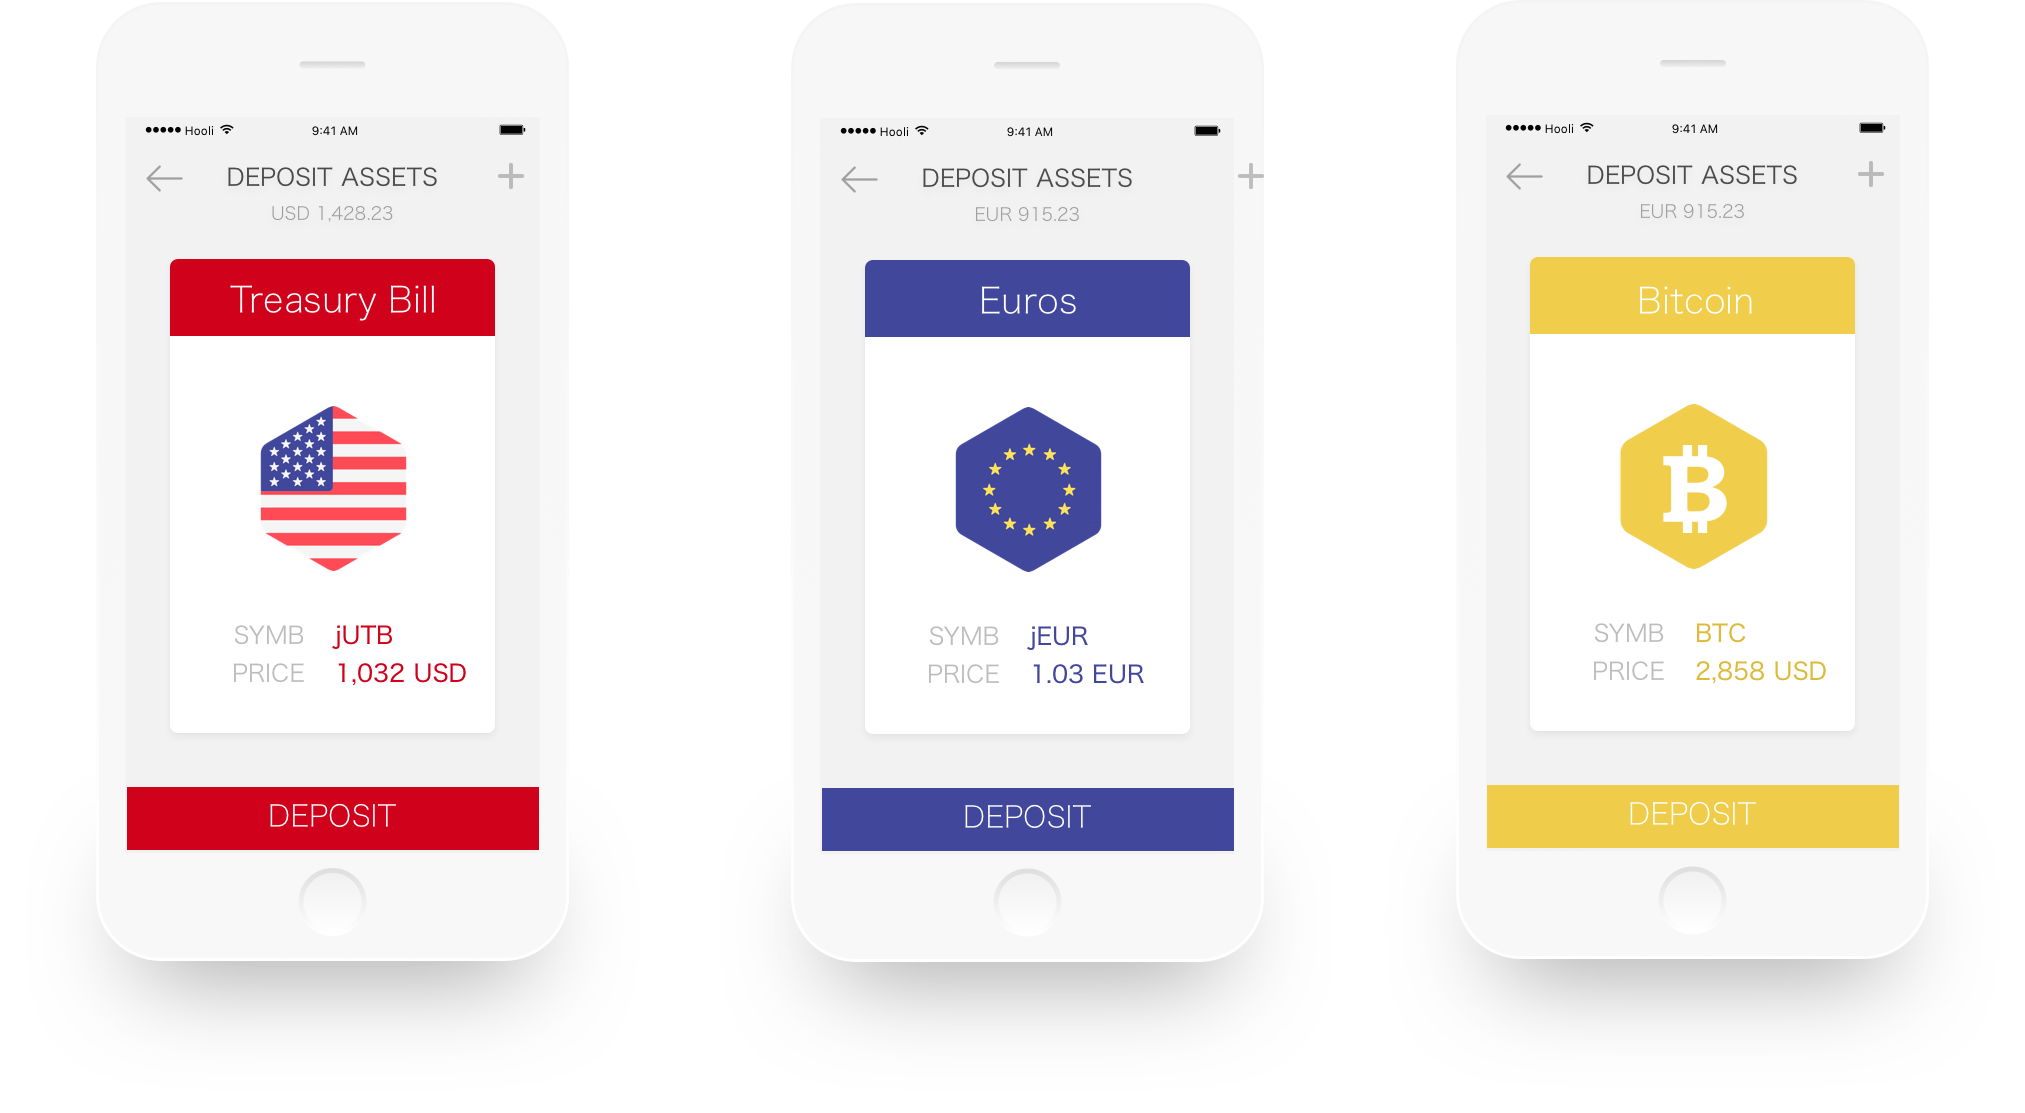 Hooli 9:41 AM
DEPOSIT ASSETS
USD 1,428.23
Treasury Bill
SYMB jUTB
PRICE 1,032 USD
DEPOSIT
Hooli 9:41 AM
DEPOSIT ASSETS
EUR 915.23
Euros
SYMB jEUR
PRICE 1.03 EUR
DEPOSIT
Hooli 9:41 AM
DEPOSIT ASSETS
EUR 915.23
Bitcoin
SYMB BTC
PRICE 2,858 USD
DEPOSIT